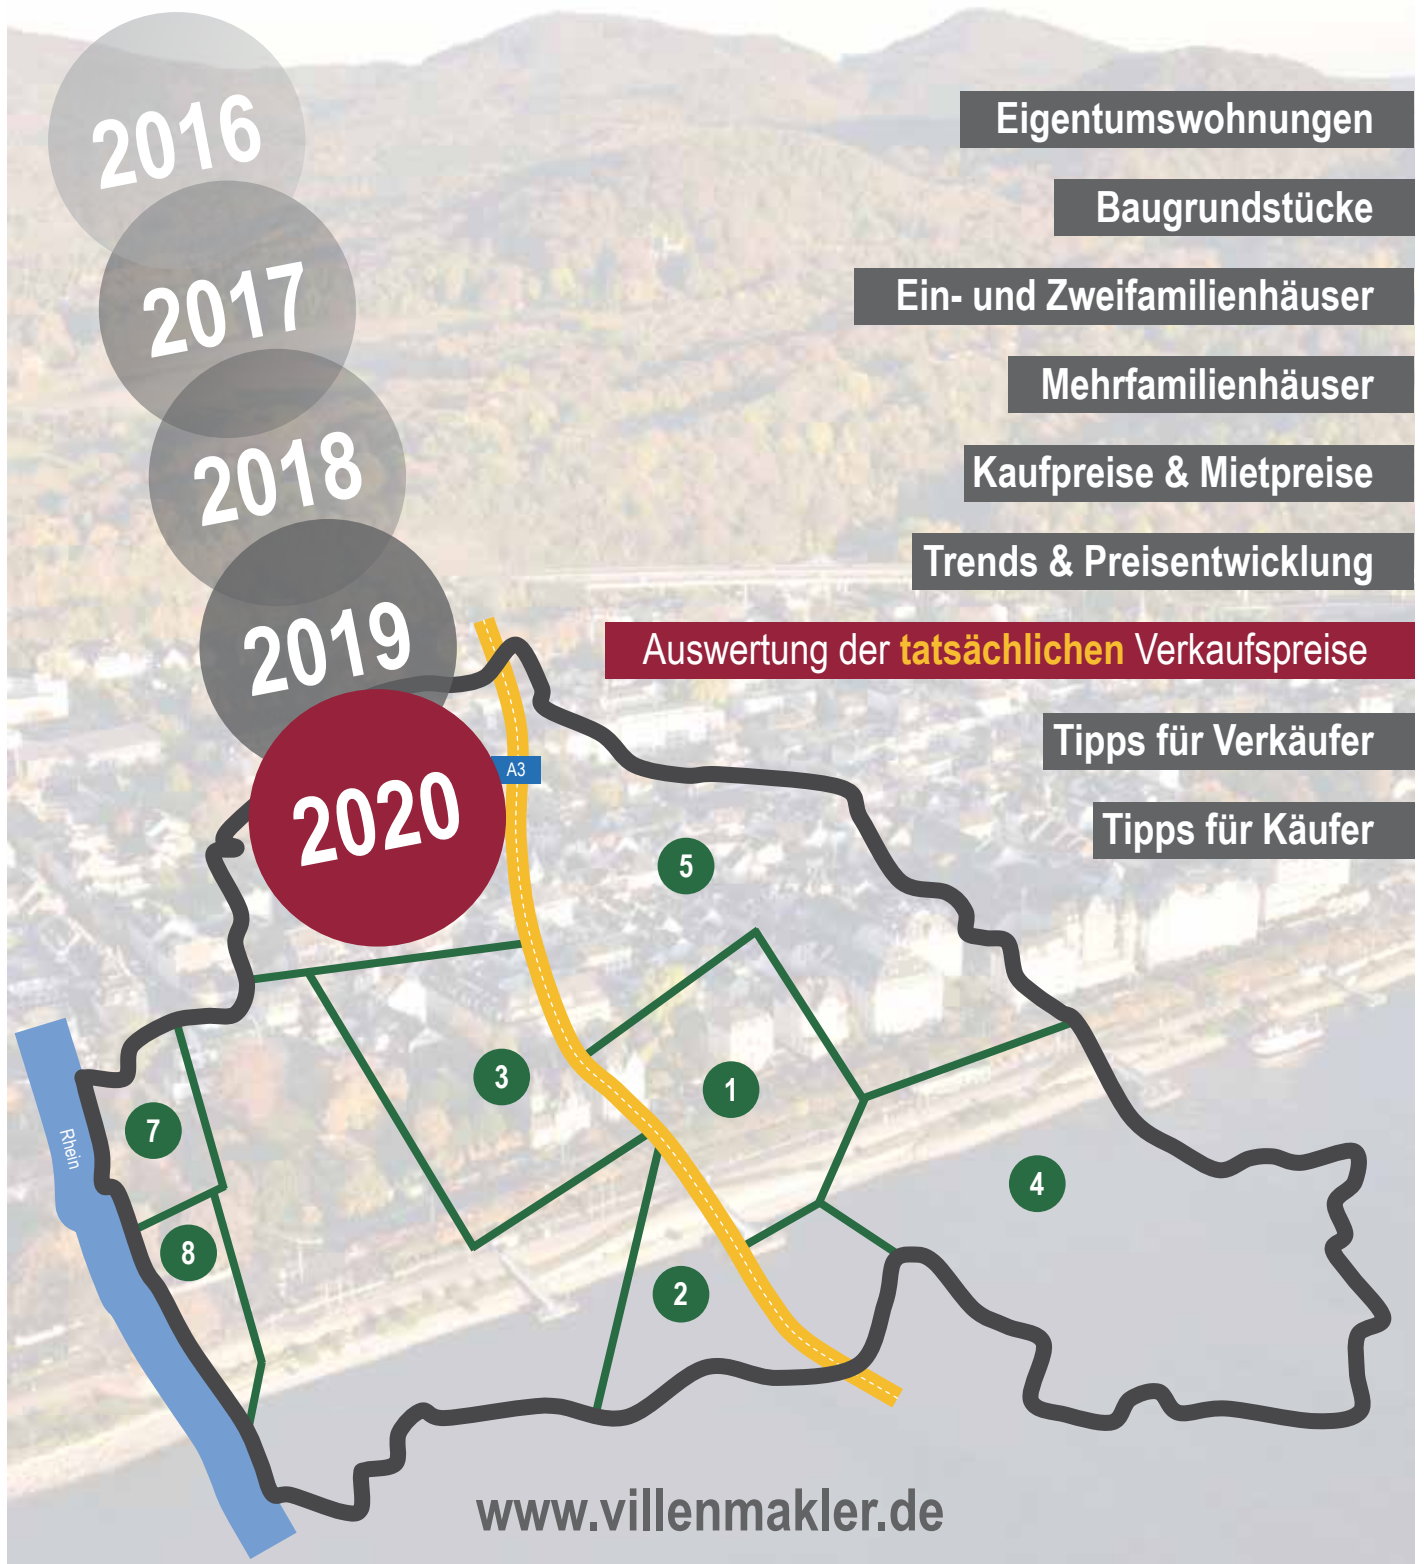 2016
2017
2018
2019
2020
Eigentumswohnungen
Baugrundstücke
Ein- und Zweifamilienhäuser
Mehrfamilienhäuser
Kaufpreise & Mietpreise
Trends & Preisentwicklung
Auswertung der tatsächlichen Verkaufspreise
Tipps für Verkäufer
Tipps für Käufer
A3
5
3
1
7
Rhein
4
8
2
www.villenmakler.de